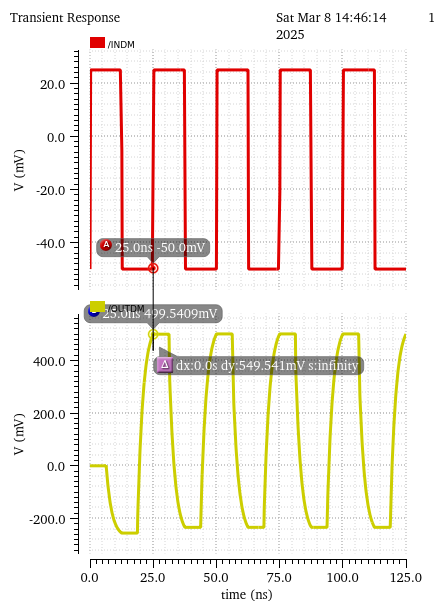 Transient Response
Sat Mar 8 14:46:14
2025
1
/INDM
20.0
0.0
-20.0
-40.0
V (mV)
A 25.0ns -50.0mV
/OUTDM
25.0ns 499.5409mV
Δ dx:0.0s dy:549.541mV s:infinity
400.0
200.0
0.0
-200.0
V (mV)
0.0 25.0 50.0 75.0 100.0 125.0
time (ns)